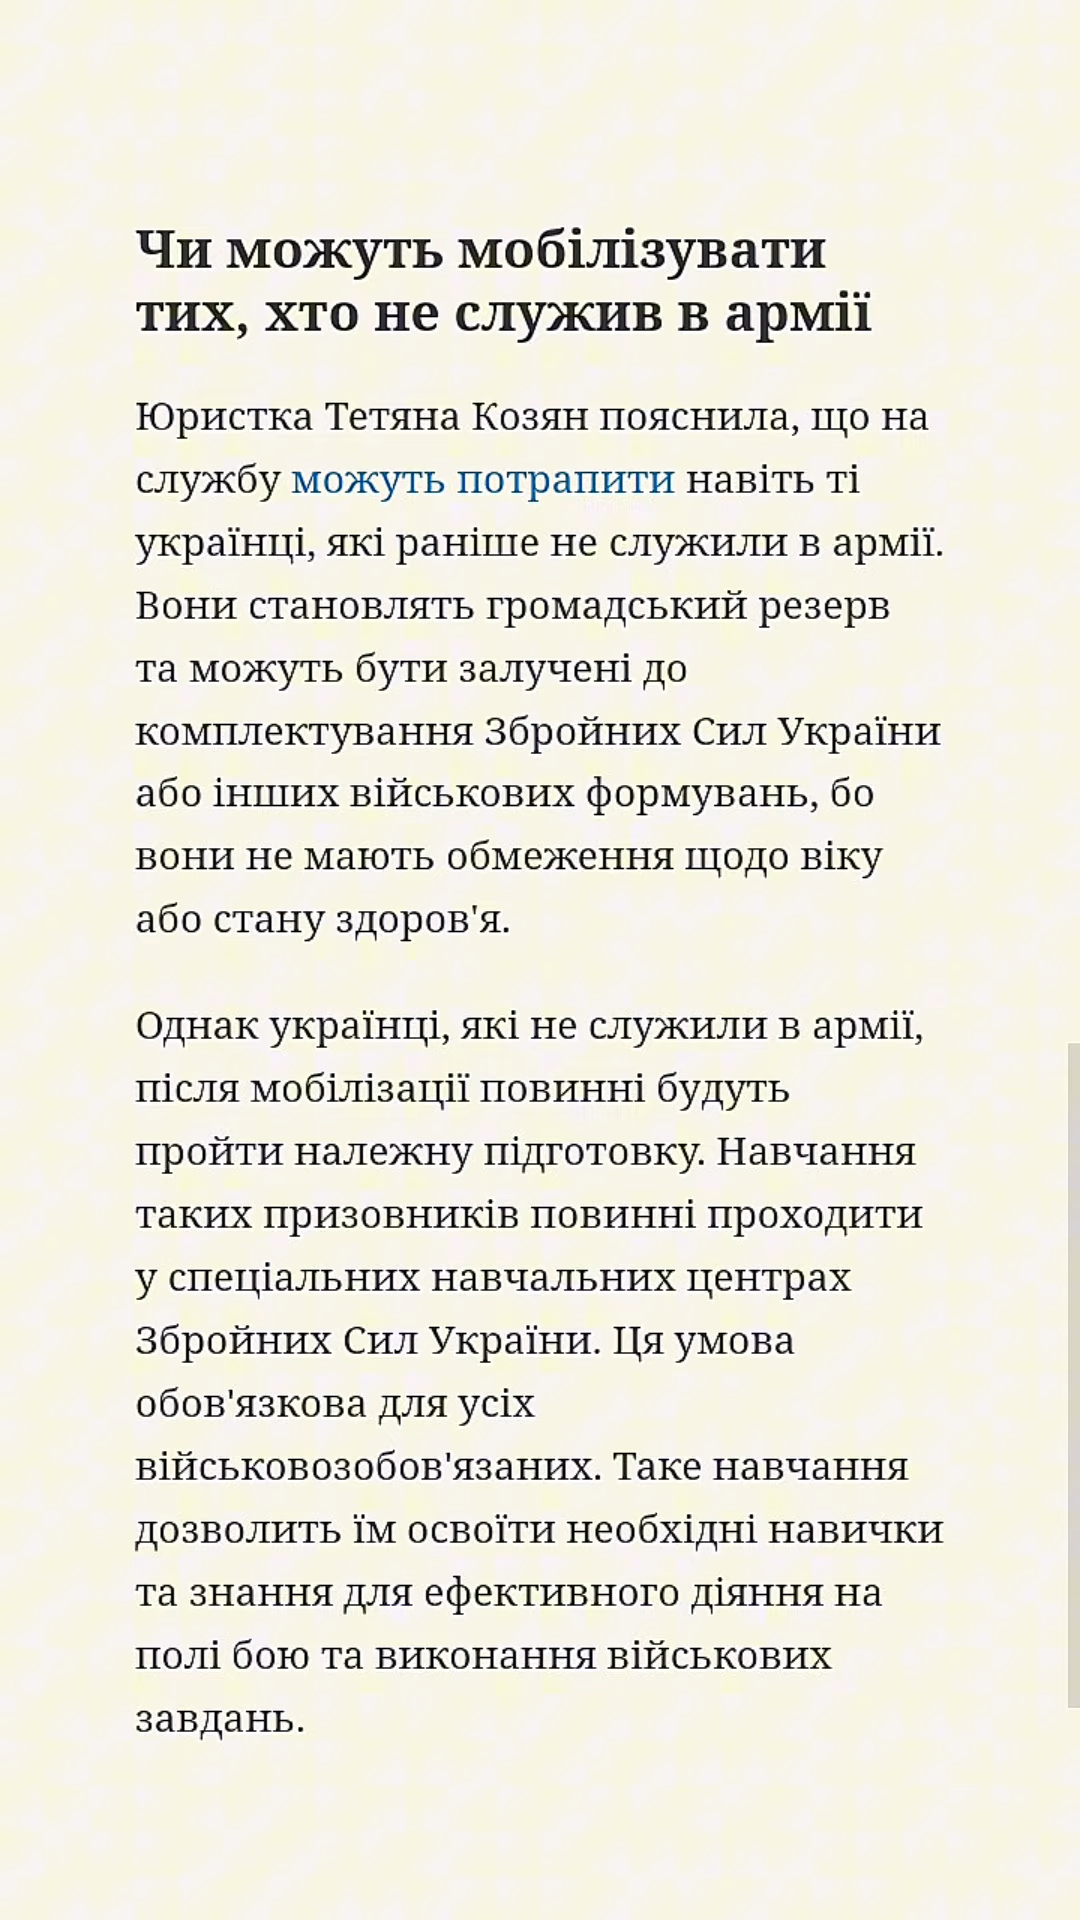 Чи можуть мобілізувати
тих, хто не служив в армії
Юристка Тетяна Козян пояснила, що на
службу можуть потрапити навіть ті
українці, які раніше не служили в армії.
Вони становлять громадський резерв
та можуть бути залучені до
комплектування Збройних Сил України
або інших військових формувань, бо
вони не мають обмеження щодо віку
або стану здоров'я.
Однак українці, які не служили в армії,
після мобілізації повинні будуть
пройти належну підготовку. Навчання
таких призовників повинні проходити
у спеціальних навчальних центрах
Збройних Сил України. Ця умова
обов'язкова для усіх
військовозобов'язаних. Таке навчання
дозволить їм освоїти необхідні навички
та знання для ефективного діяння на
полі бою та виконання військових
завдань.